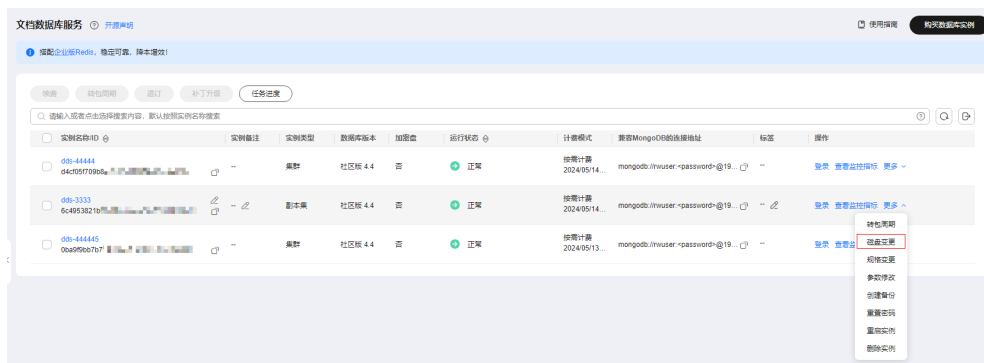 文档数据库服务 开源声明 使用指南 购买数据库实例
搭配企业版Redis，稳定可靠，降本增效！
续费 转包周期 退订 补丁升级 任务进度
请输入或者点击选择搜索内容，默认按照实例名称搜索
实例名称/ID 实例备注 实例类型 数据库版本 加密盘 运行状态 计费模式 兼容MongoDB的连接地址 标签 操作
dds-44444
d4cf05f709b8 -- 集群 社区版 4.4 否 正常 按需计费 mongodb://rwuser:<password>@19... -- 登录 查看监控指标 更多
2024/05/14...
dds-3333
6c4953821b -- 副本集 社区版 4.4 否 正常 按需计费 mongodb://rwuser:<password>@19... -- 登录 查看监控指标 更多
2024/05/14...
dds-444445
0ba9f9bb7b7 -- 集群 社区版 4.4 否 正常 按需计费 mongodb://rwuser:<password>@19... -- 登录 查看
2024/05/13...
转包周期
磁盘变更
规格变更
参数修改
创建备份
重置密码
重启实例
删除实例